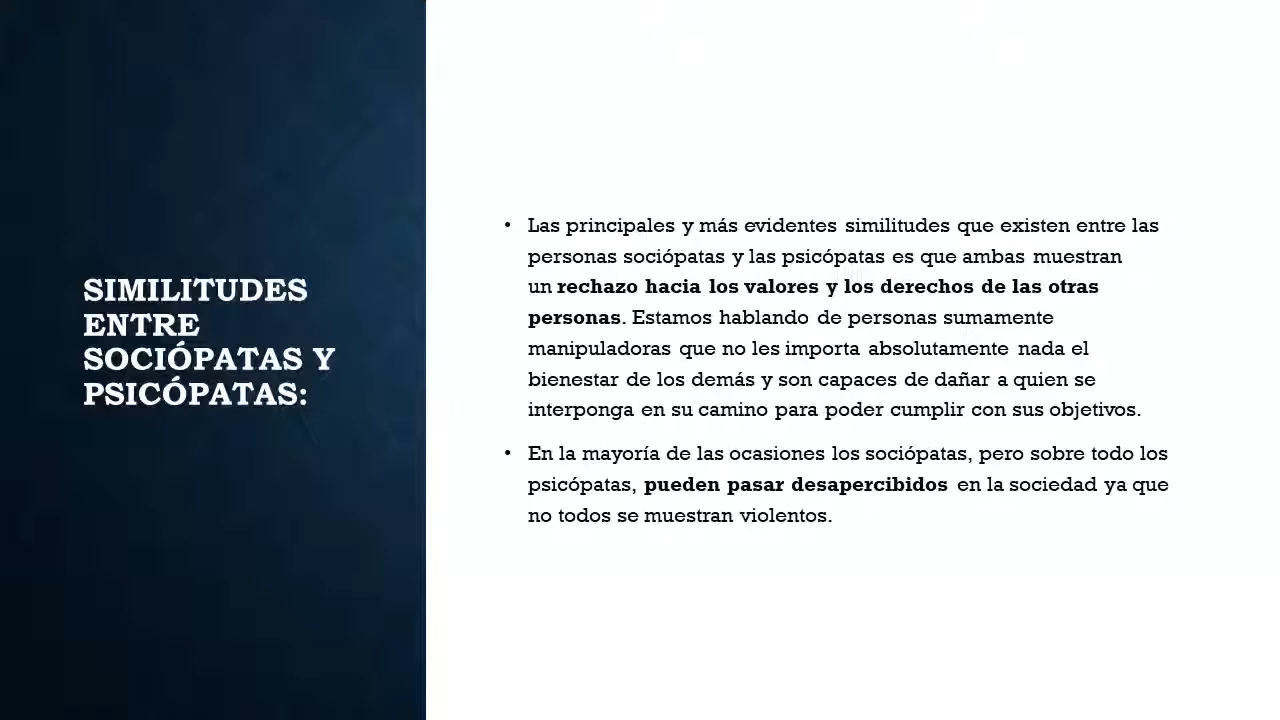 SIMILITUDES
ENTRE
SOCIÓPATAS Y
PSICÓPATAS:
• Las principales y más evidentes similitudes que existen entre las
personas sociópatas y las psicópatas es que ambas muestran
un rechazo hacia los valores y los derechos de las otras
personas. Estamos hablando de personas sumamente
manipuladoras que no les importa absolutamente nada el
bienestar de los demás y son capaces de dañar a quien se
interponga en su camino para poder cumplir con sus objetivos.
• En la mayoría de las ocasiones los sociópatas, pero sobre todo los
psicópatas, pueden pasar desapercibidos en la sociedad ya que
no todos se muestran violentos.